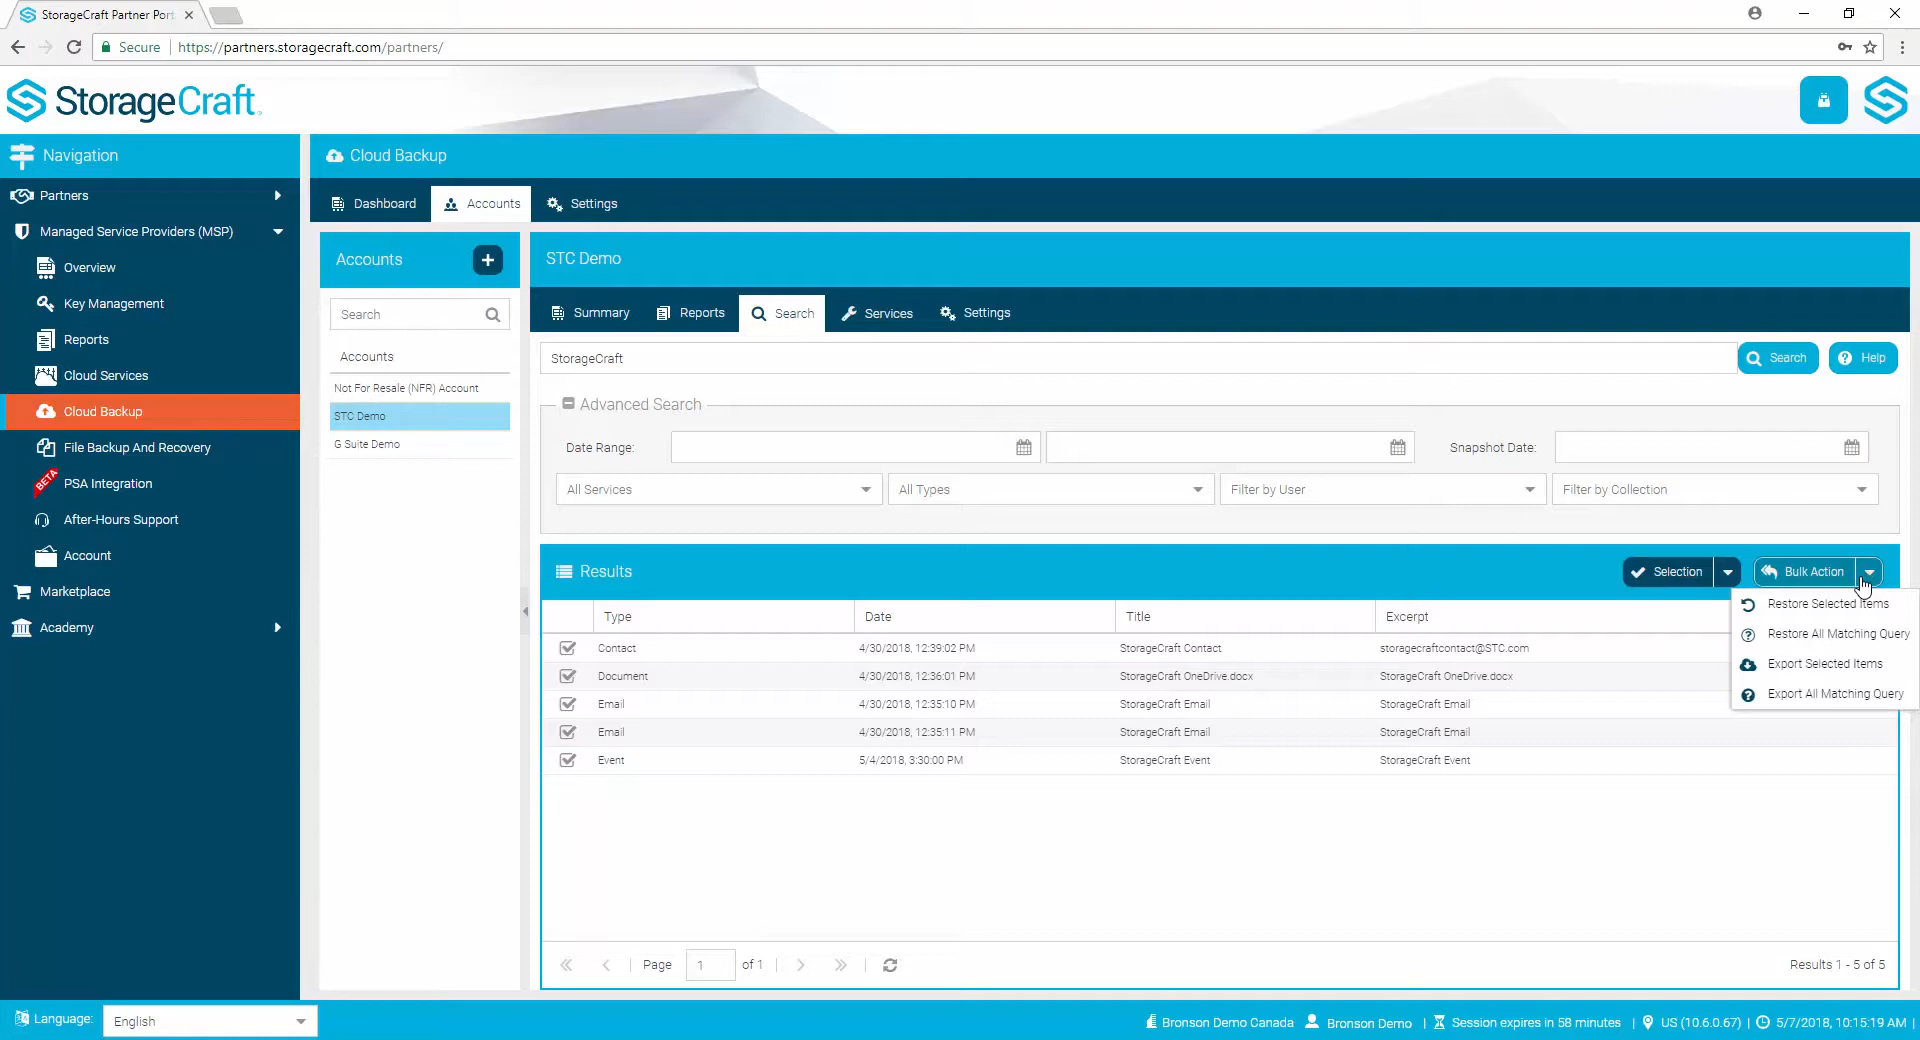 StorageCraft Partner Port
Secure
https://partners.storagecraft.com/partners/
StorageCraft
Navigation
Partners
Managed Service Providers (MSP)
Overview
Key Management
Reports
Cloud Services
Cloud Backup
File Backup And Recovery
BETA
PSA Integration
After-Hours Support
Account
Marketplace
Academy
Cloud Backup
Dashboard
Accounts
Settings
Accounts
+
Search
Accounts
Not For Resale (NFR) Account
STC Demo
G Suite Demo
STC Demo
Summary
Reports
Search
Services
Settings
StorageCraft
Search
Help
Advanced Search
Date Range:
Snapshot Date:
All Services
All Types
Filter by User
Filter by Collection
Results
Selection
Bulk Action
Restore Selected Items
Restore All Matching Query
Export Selected Items
Export All Matching Query
Type Date Title Excerpt
Contact 4/30/2018, 12:39:02 PM StorageCraft Contact storagecraftcontact@STC.com
Document 4/30/2018, 12:36:01 PM StorageCraft OneDrive.docx StorageCraft OneDrive.docx
Email 4/30/2018, 12:35:10 PM StorageCraft Email StorageCraft Email
Email 4/30/2018, 12:35:11 PM StorageCraft Email StorageCraft Email
Event 5/4/2018, 3:30:00 PM StorageCraft Event StorageCraft Event
Page 1 of 1
Results 1 - 5 of 5
Language: English
Bronson Demo Canada
Bronson Demo
Session expires in 58 minutes
US (10.6.0.67)
5/7/2018, 10:15:19 AM